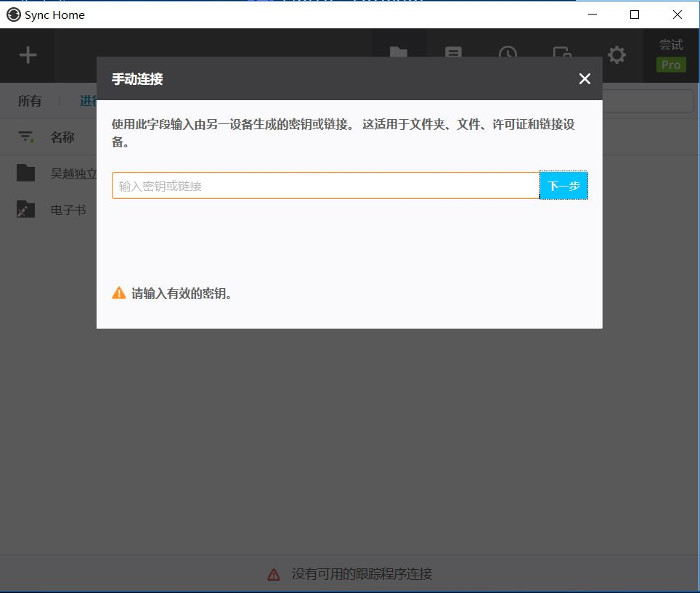 Sync Home
尝试
Pro
手动连接
所有
进行
使用此字段输入由另一设备生成的密钥或链接。 这适用于文件夹、文件、许可证和链接设
备。
名称
吴越独立
输入密钥或链接
下一步
电子书
请输入有效的密钥。
没有可用的跟踪程序连接